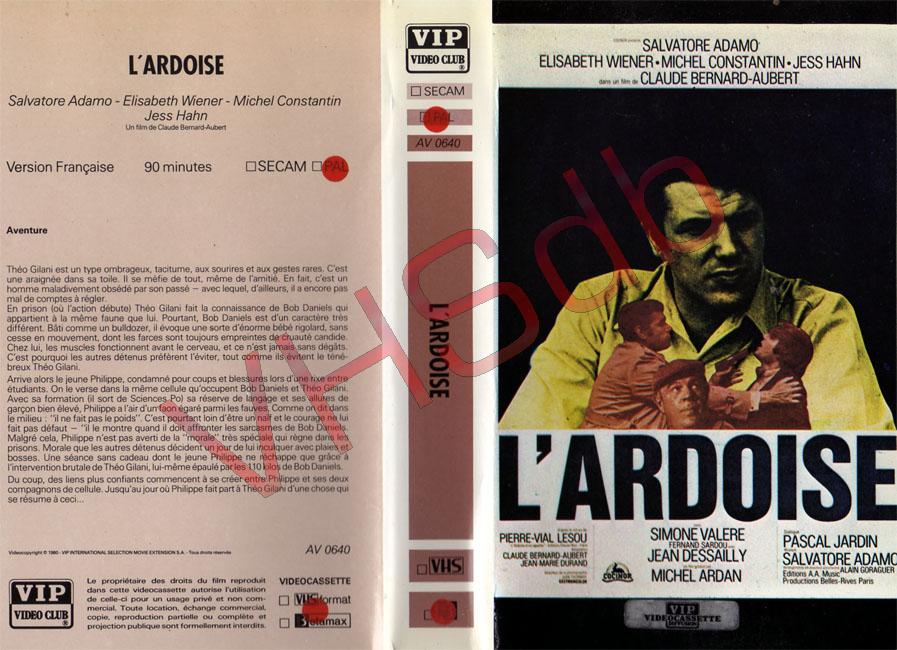 L'ARDOISE
Salvatore Adamo - Elisabeth Wiener - Michel Constantin
Jess Hahn
Un film de Claude Bernard-Aubert
Version Française 90 minutes □SECAM □PAL
Aventure
Théo Gilani est un type ombrageux, taciturne, aux sourires et aux gestes rares. C'est
une araignée dans sa toile. Il se méfie de tout, même de l'amitié. En fait, c'est un
homme maladivement obsédé par son passé – avec lequel, d'ailleurs, il a encore pas
mal de comptes à régler.
En prison (où l'action débute) Théo Gilani fait la connaissance de Bob Daniels qui
appartient à la même faune que lui. Pourtant, Bob Daniels est d'un caractère très
différent. Bâti comme un bulldozer, il évoque une sorte d'énorme bébé rigolard, sans
cesse en mouvement, dont les farces sont toujours empreintes de cruauté candide.
Chez lui, les muscles fonctionnent avant le cerveau, et ce n'est jamais sans dégâts.
C'est pourquoi les autres détenus préfèrent l'éviter, tout comme ils évitent le téné-
breux Théo Gilani.
Arrive alors le jeune Philippe, condamné pour coups et blessures lors d'une rixe entre
étudiants. On le verse dans la même cellule qu'occupent Bob Daniels et Théo Gilani.
Avec sa formation (il sort de Sciences Po) sa réserve de langage et ses allures de
garçon bien élevé, Philippe a l'air d'un faon égaré parmi les fauves. Comme on dit dans
le milieu : "il ne fait pas le poids". C'est pourtant loin d'être un naïf et le courage ne lui
fait pas défaut – "il le montre quand il doit affronter les sarcasmes de Bob Daniels.
Malgré cela, Philippe n'est pas averti de la "morale" très spéciale qui règne dans les
prisons. Morale que les autres détenus décident un jour de lui inculquer avec plaies et
bosses. Une séance sans cadeau dont le jeune Philippe ne réchappe que grâce à
l'intervention brutale de Théo Gilani, lui-même épaulé par les 110 kilos de Bob Daniels.
Du coup, des liens plus confiants commencent à se créer entre Philippe et ses deux
compagnons de cellule. Jusqu'au jour où Philippe fait part à Théo Gilani d'une chose qui
se résume à ceci...
Videocopyright © 1980 - VIP INTERNATIONAL SELECTION MOVIE EXTENSION S.A. - Tous droits réservés
AV 0640
VIP
VIDEO CLUB
Le propriétaire des droits du film reproduit
dans cette videocassette autorise l'utilisation
de celle-ci pour un usage privé et non com-
mercial. Toute location, échange commercial,
copie, reproduction partielle ou complète et
projection publique sont formellement interdits.
VIDEOCASSETTE
□ VHS format
□ Betamax
VIP
VIDEO CLUB
□ SECAM
□ PAL
AV 0640
L'ARDOISE
□ VHS
SALVATORE ADAMO
ELISABETH WIENER · MICHEL CONSTANTIN · JESS HAHN
dans un film de
CLAUDE BERNARD-AUBERT
L'ARDOISE
PIERRE-VIAL LESOU
CLAUDE BERNARD-AUBERT
JEAN-MARIE DURAND
COCINOR
avec
SIMONE VALERE
FERNAND SARDOU
JEAN DESSAILLY
MICHEL ARDAN
Dialogue
PASCAL JARDIN
Musique
SALVATORE ADAMO
ALAIN GORAGUER
Editions A.A. Music
Productions Belles-Rives Paris
VIP
VIDEOCASSETTE
VHSdb